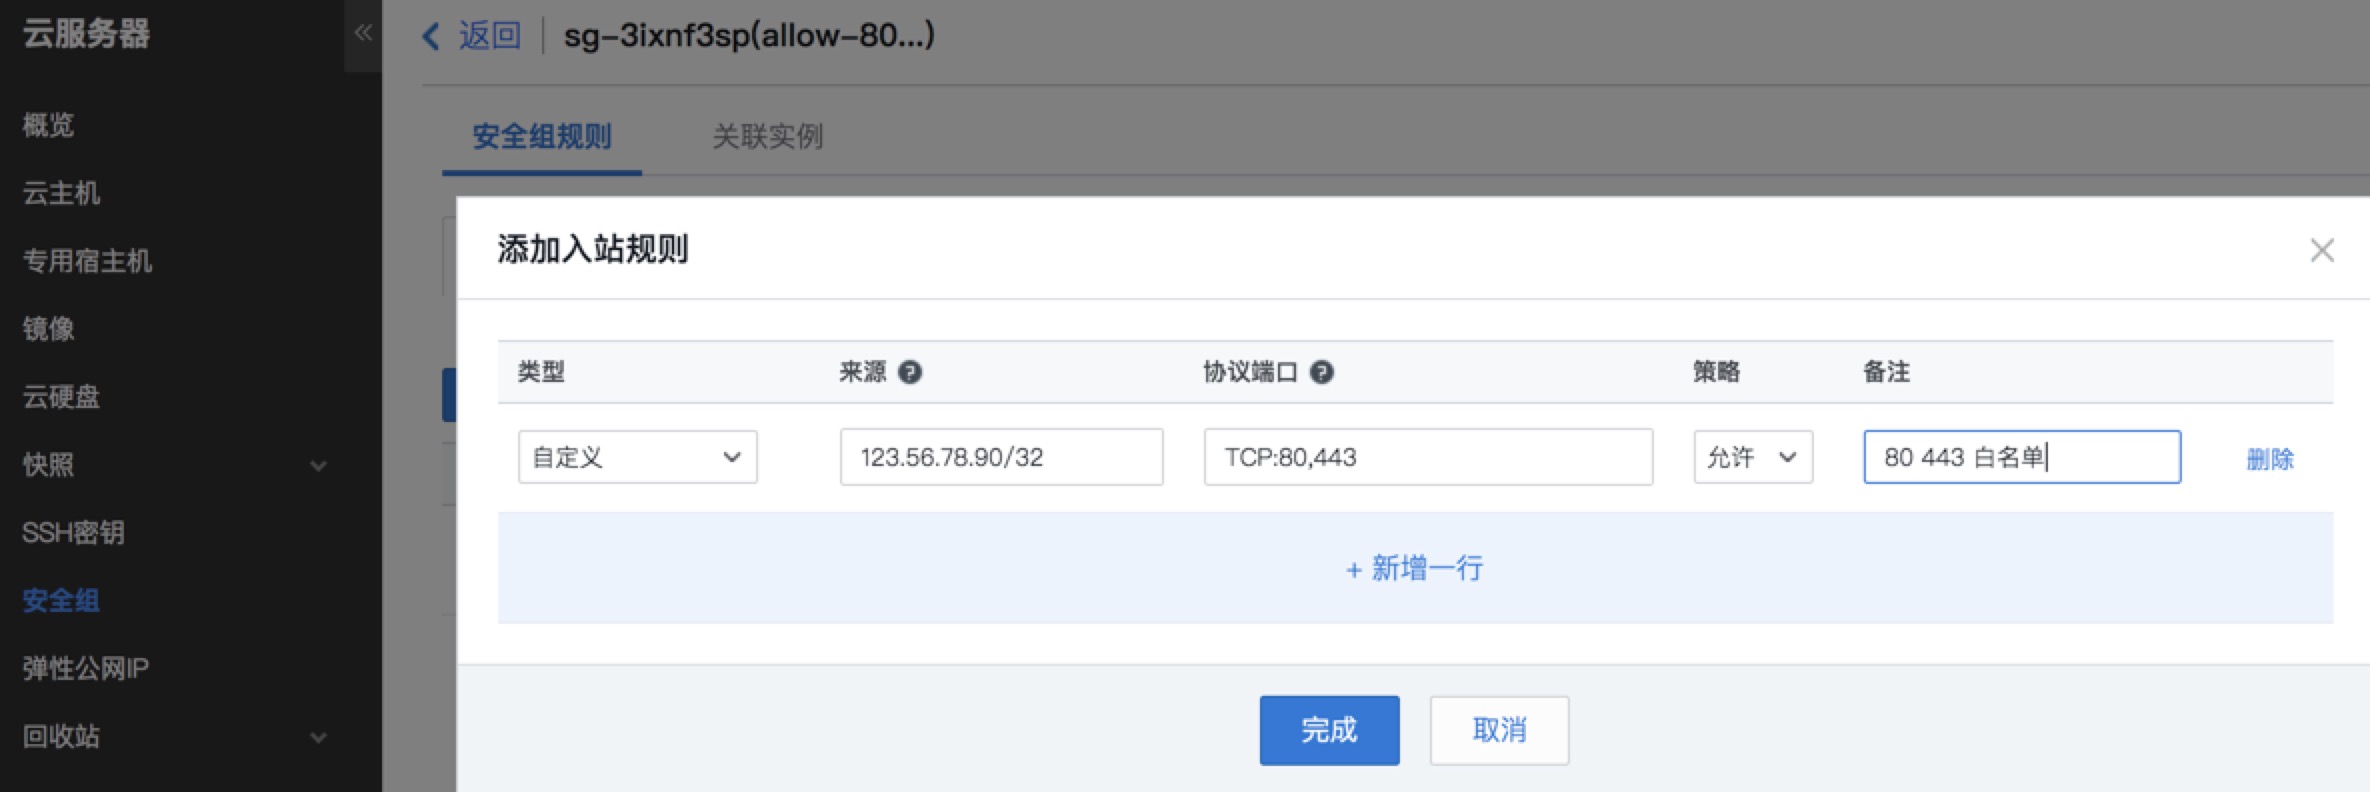 云服务器
«
概览
云主机
专用宿主机
镜像
云硬盘
快照
SSH密钥
安全组
弹性公网IP
回收站
返回 sg-3ixnf3sp(allow-80...)
安全组规则 关联实例
添加入站规则
类型 来源 ? 协议端口 ? 策略 备注
自定义 123.56.78.90/32 TCP:80,443 允许 80 443 白名单 删除
+ 新增一行
完成 取消